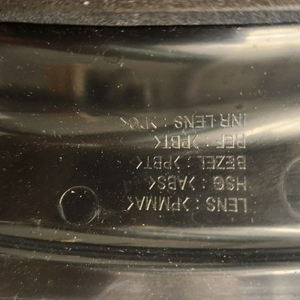 LENS : >PMMA<
HSG : >ABS<
BEZEL : >PBT<
REF : >PBT<
INR LENS : >PC<